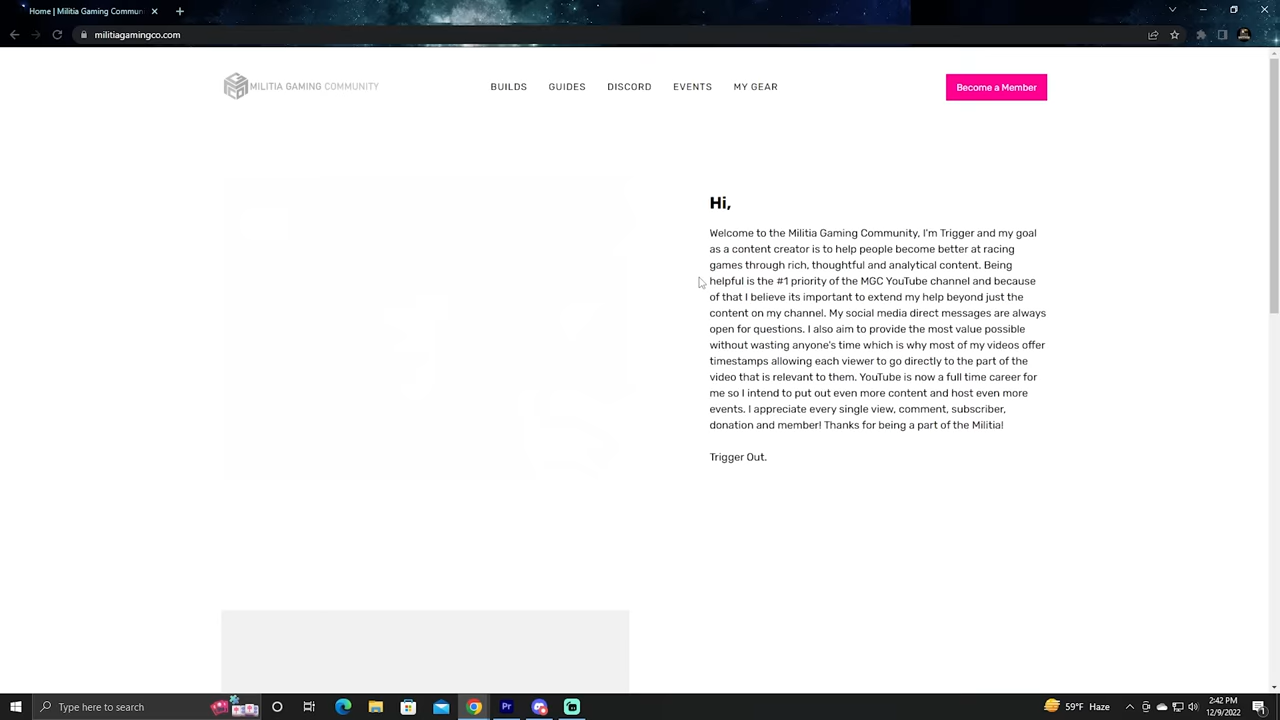 Home | Militia Gaming Commun
militiagamingco.com
MILITIA GAMING COMMUNITY
BUILDS
GUIDES
DISCORD
EVENTS
MY GEAR
Become a Member
Hi,
Welcome to the Militia Gaming Community, I'm Trigger and my goal
as a content creator is to help people become better at racing
games through rich, thoughtful and analytical content. Being
helpful is the #1 priority of the MGC YouTube channel and because
of that I believe its important to extend my help beyond just the
content on my channel. My social media direct messages are always
open for questions. I also aim to provide the most value possible
without wasting anyone's time which is why most of my videos offer
timestamps allowing each viewer to go directly to the part of the
video that is relevant to them. YouTube is now a full time career for
me so I intend to put out even more content and host even more
events. I appreciate every single view, comment, subscriber,
donation and member! Thanks for being a part of the Militia!
Trigger Out.
Type here to search
Pr
59°F Haze
2:42 PM
12/9/2022